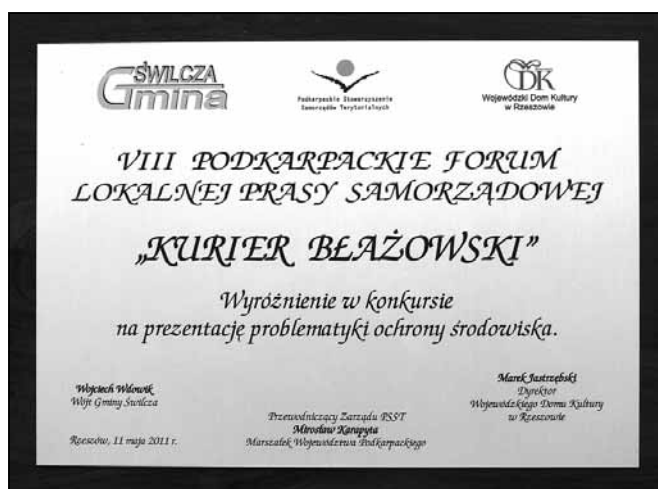 ŚWILCZA
Gmina
Podkarpackie Stowarzyszenie
Samorządów Terytorialnych
WDK
Wojewódzki Dom Kultury
w Rzeszowie
VIII PODKARPACKIE FORUM
LOKALNEJ PRASY SAMORZĄDOWEJ
„KURIER BŁAŻOWSKI”
Wyróżnienie w konkursie
na prezentację problematyki ochrony środowiska.
Wojciech Wdowik
Wójt Gminy Świlcza
Rzeszów, 11 maja 2011 r.
Przewodniczący Zarządu PSST
Mirosław Karapyta
Marszałek Województwa Podkarpackiego
Marek Jastrzębski
Dyrektor
Wojewódzkiego Domu Kultury
w Rzeszowie